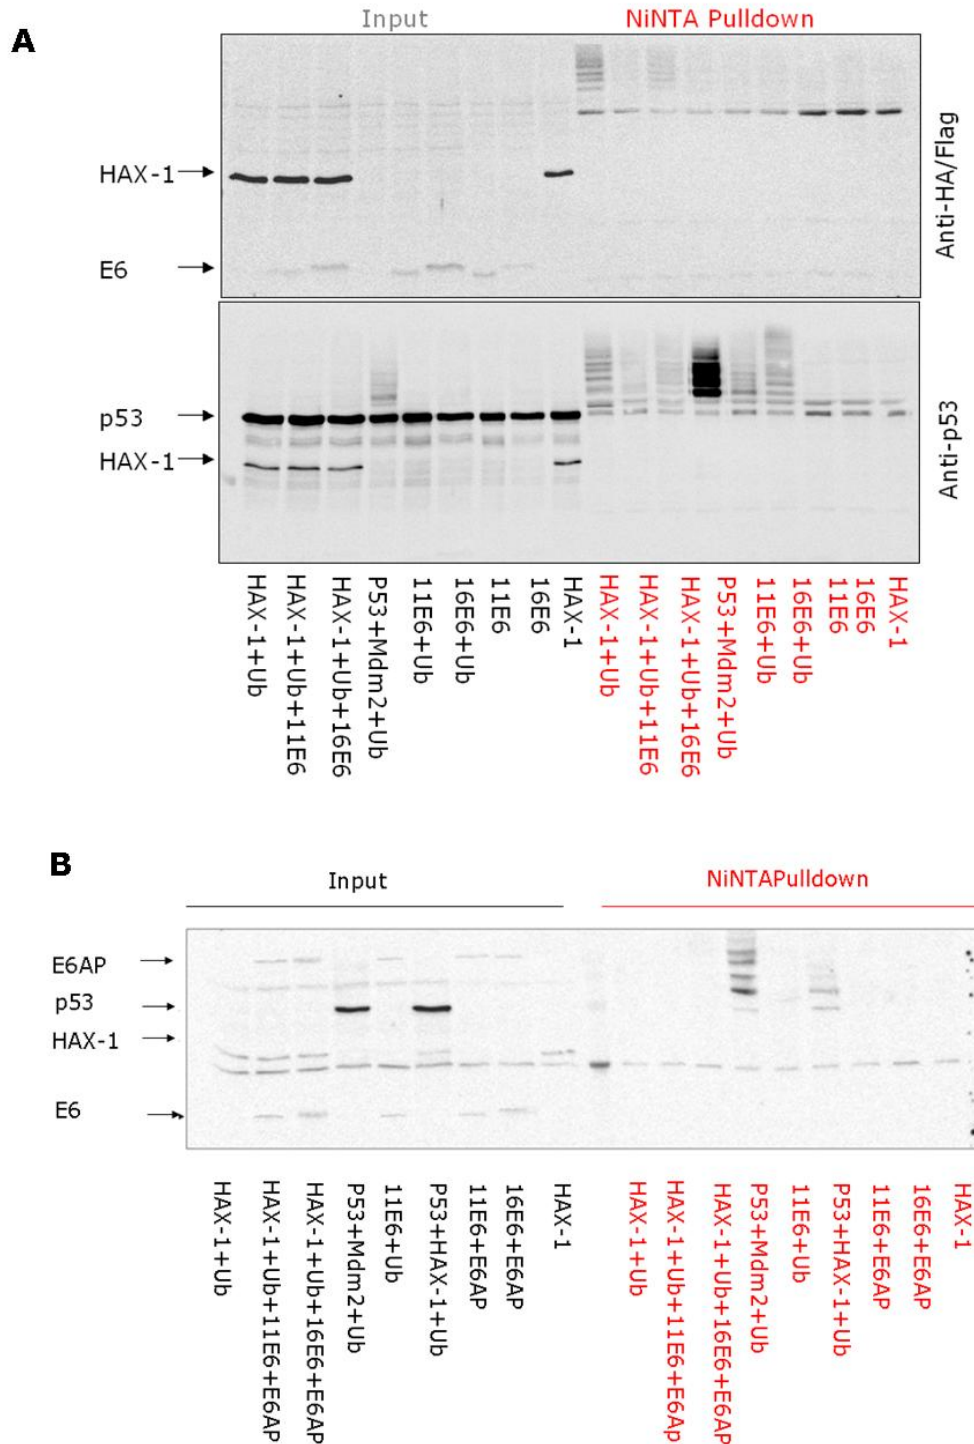 A
Input
NiNTA Pulldown
HAX-1
E6
Anti-HA/Flag
p53
HAX-1
Anti-p53
HAX-1+Ub
HAX-1+Ub+11E6
HAX-1+Ub+16E6
P53+Mdm2+Ub
11E6+Ub
16E6+Ub
11E6
16E6
HAX-1
HAX-1+Ub
HAX-1+Ub+11E6
HAX-1+Ub+16E6
P53+Mdm2+Ub
11E6+Ub
16E6+Ub
11E6
16E6
HAX-1
B
Input
NiNTAPulldown
E6AP
p53
HAX-1
E6
HAX-1+Ub
HAX-1+Ub+11E6+E6AP
HAX-1+Ub+16E6+E6AP
P53+Mdm2+Ub
11E6+Ub
P53+HAX-1+Ub
11E6+E6AP
16E6+E6AP
HAX-1
HAX-1+Ub
HAX-1+Ub+11E6+E6Ap
HAX-1+Ub+16E6+E6AP
P53+Mdm2+Ub
11E6+Ub
P53+HAX-1+Ub
11E6+E6AP
16E6+E6AP
HAX-1